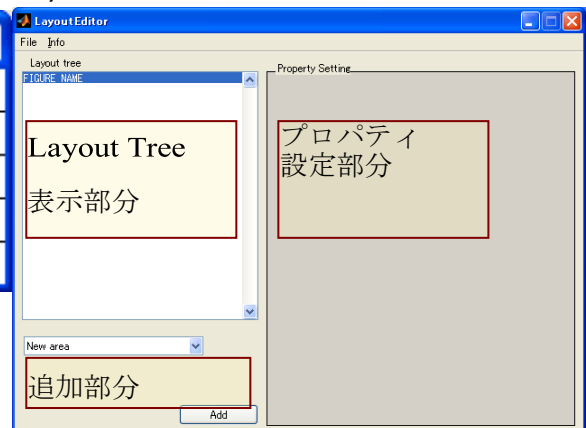 LayoutEditor
File Info
Layout tree
FIGURE NAME
Layout Tree
表示部分
New area
追加部分
Add
Property Setting
プロパティ
設定部分